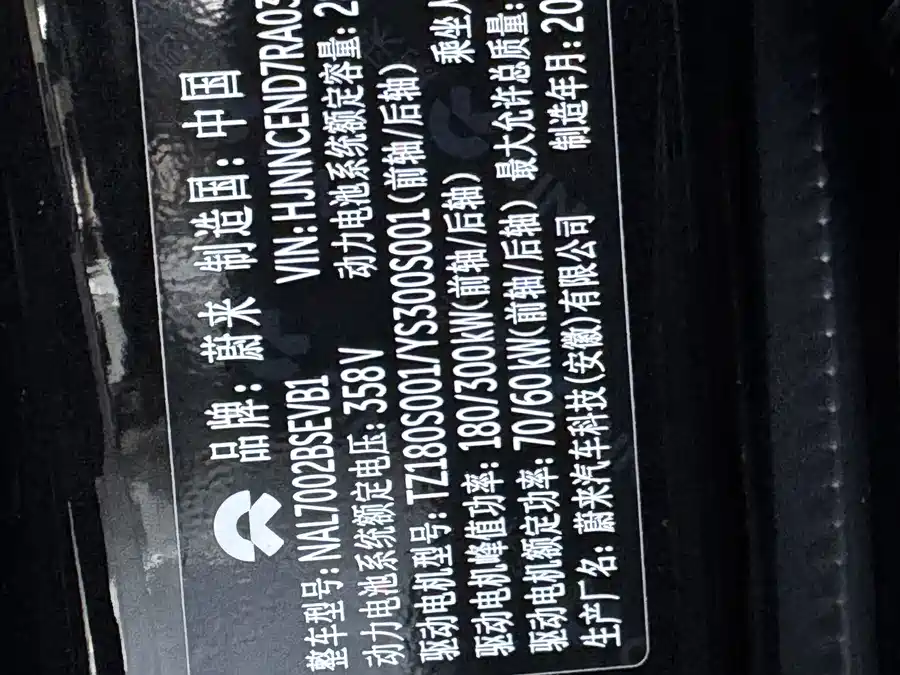 品牌：蔚来 制造国：中国
整车型号：NAL7002BSEVB1 VIN:HJNNCEND7RA03
动力电池系统额定电压：358V 动力电池系统额定容量：2
驱动电机型号：TZ180S001/YS300S001(前轴/后轴) 乘坐人
驱动电机峰值功率：180/300kW(前轴/后轴) 最大允许总质量：
驱动电机额定功率：70/60kW(前轴/后轴) 制造年月：20
生产厂名：蔚来汽车科技(安徽)有限公司